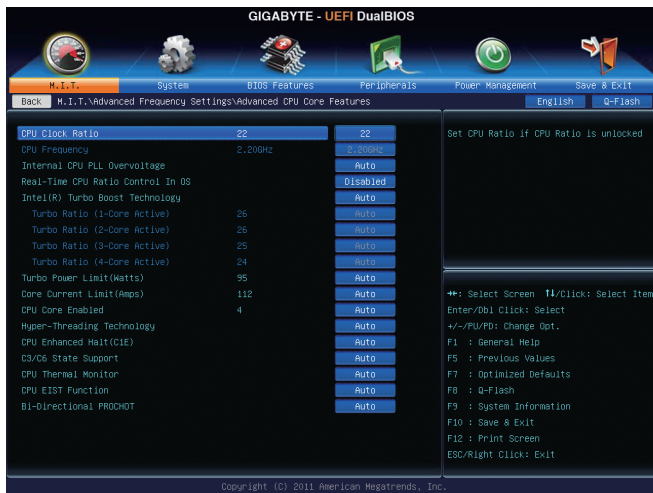 GIGABYTE - UEFI DualBIOS
M.I.T. System BIOS Features Peripherals Power Management Save & Exit
Back M.I.T.\Advanced Frequency Settings\Advanced CPU Core Features English Q-Flash
CPU Clock Ratio 22 22
CPU Frequency 2.20GHz 2.20GHz
Internal CPU PLL Overvoltage Auto
Real-Time CPU Ratio Control In OS Disabled
Intel(R) Turbo Boost Technology Auto
Turbo Ratio (1-Core Active) 26 Auto
Turbo Ratio (2-Core Active) 26 Auto
Turbo Ratio (3-Core Active) 25 Auto
Turbo Ratio (4-Core Active) 24 Auto
Turbo Power Limit(Watts) 95 Auto
Core Current Limit(Amps) 112 Auto
CPU Core Enabled 4 Auto
Hyper-Threading Technology Auto
CPU Enhanced Halt(C1E) Auto
C3/C6 State Support Auto
CPU Thermal Monitor Auto
CPU EIST Function Auto
Bi-Directional PROCHOT Auto
Set CPU Ratio if CPU Ratio is unlocked
→←: Select Screen ↑↓/Click: Select Item
Enter/Dbl Click: Select
+/-/PU/PD: Change Opt.
F1 : General Help
F5 : Previous Values
F7 : Optimized Defaults
F8 : Q-Flash
F9 : System Information
F10 : Save & Exit
F12 : Print Screen
ESC/Right Click: Exit
Copyright (C) 2011 American Megatrends, Inc.